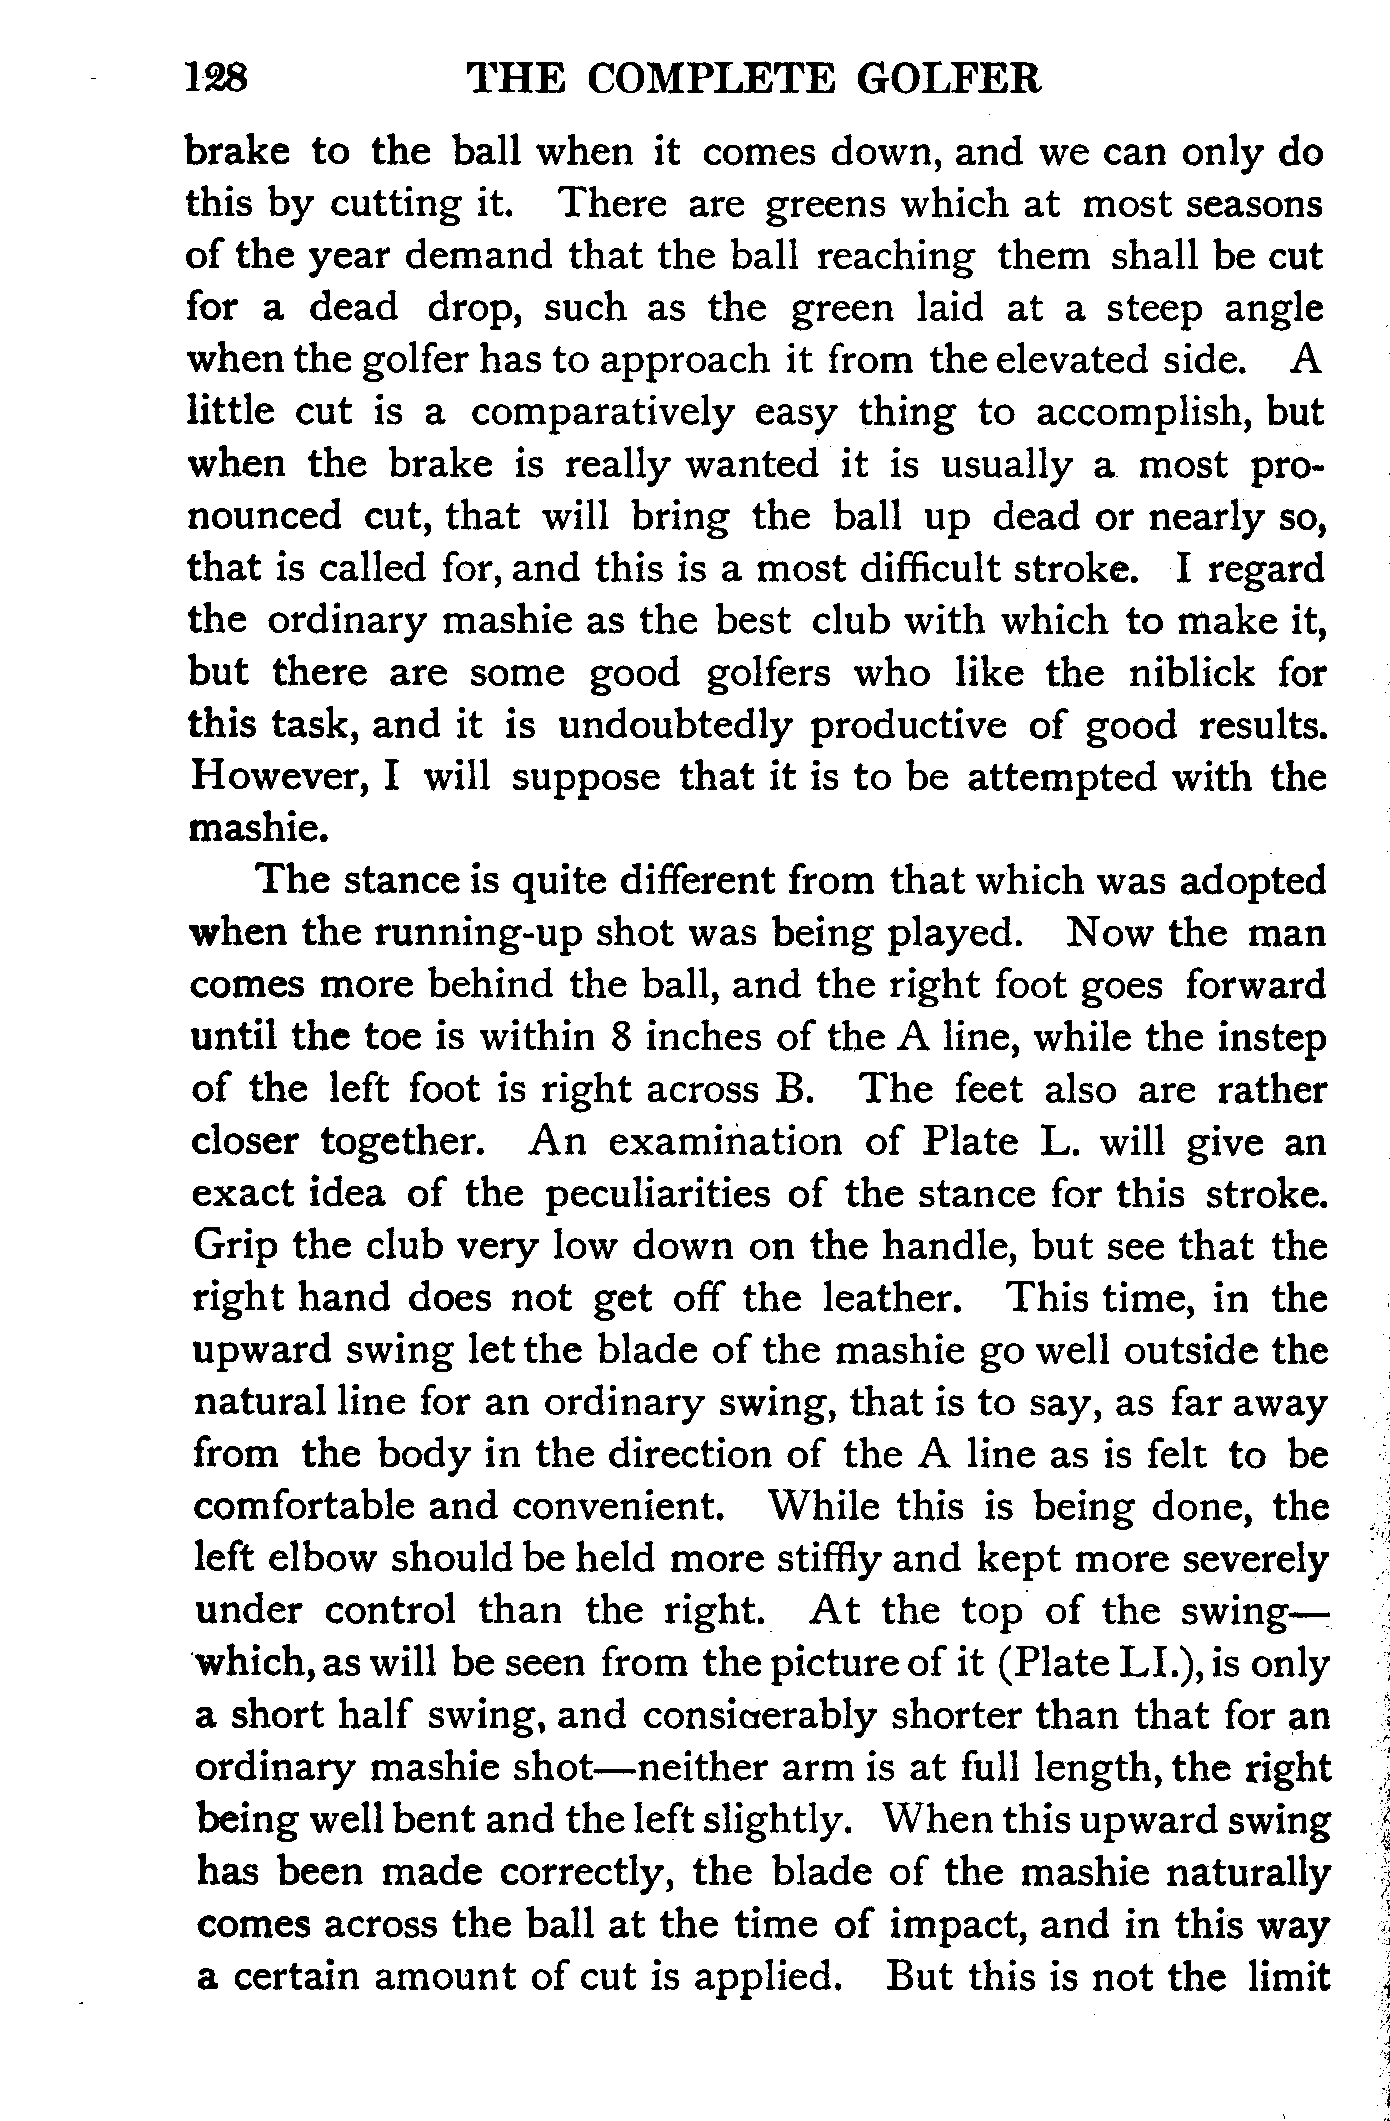 128 THE COMPLETE GOLFER
brake to the ball when it comes down, and we can only do
this by cutting it. There are greens which at most seasons
of the year demand that the ball reaching them shall be cut
for a dead drop, such as the green laid at a steep angle
when the golfer has to approach it from the elevated side. A
little cut is a comparatively easy thing to accomplish, but
when the brake is really wanted it is usually a most pro-
nounced cut, that will bring the ball up dead or nearly so,
that is called for, and this is a most difficult stroke. I regard
the ordinary mashie as the best club with which to make it,
but there are some good golfers who like the niblick for
this task, and it is undoubtedly productive of good results.
However, I will suppose that it is to be attempted with the
mashie.
The stance is quite different from that which was adopted
when the running-up shot was being played. Now the man
comes more behind the ball, and the right foot goes forward
until the toe is within 8 inches of the A line, while the instep
of the left foot is right across B. The feet also are rather
closer together. An examination of Plate L. will give an
exact idea of the peculiarities of the stance for this stroke.
Grip the club very low down on the handle, but see that the
right hand does not get off the leather. This time, in the
upward swing let the blade of the mashie go well outside the
natural line for an ordinary swing, that is to say, as far away
from the body in the direction of the A line as is felt to be
comfortable and convenient. While this is being done, the
left elbow should be held more stiffly and kept more severely
under control than the right. At the top of the swing—
which, as will be seen from the picture of it (Plate LI.), is only
a short half swing, and considerably shorter than that for an
ordinary mashie shot—neither arm is at full length, the right
being well bent and the left slightly. When this upward swing
has been made correctly, the blade of the mashie naturally
comes across the ball at the time of impact, and in this way
a certain amount of cut is applied. But this is not the limit